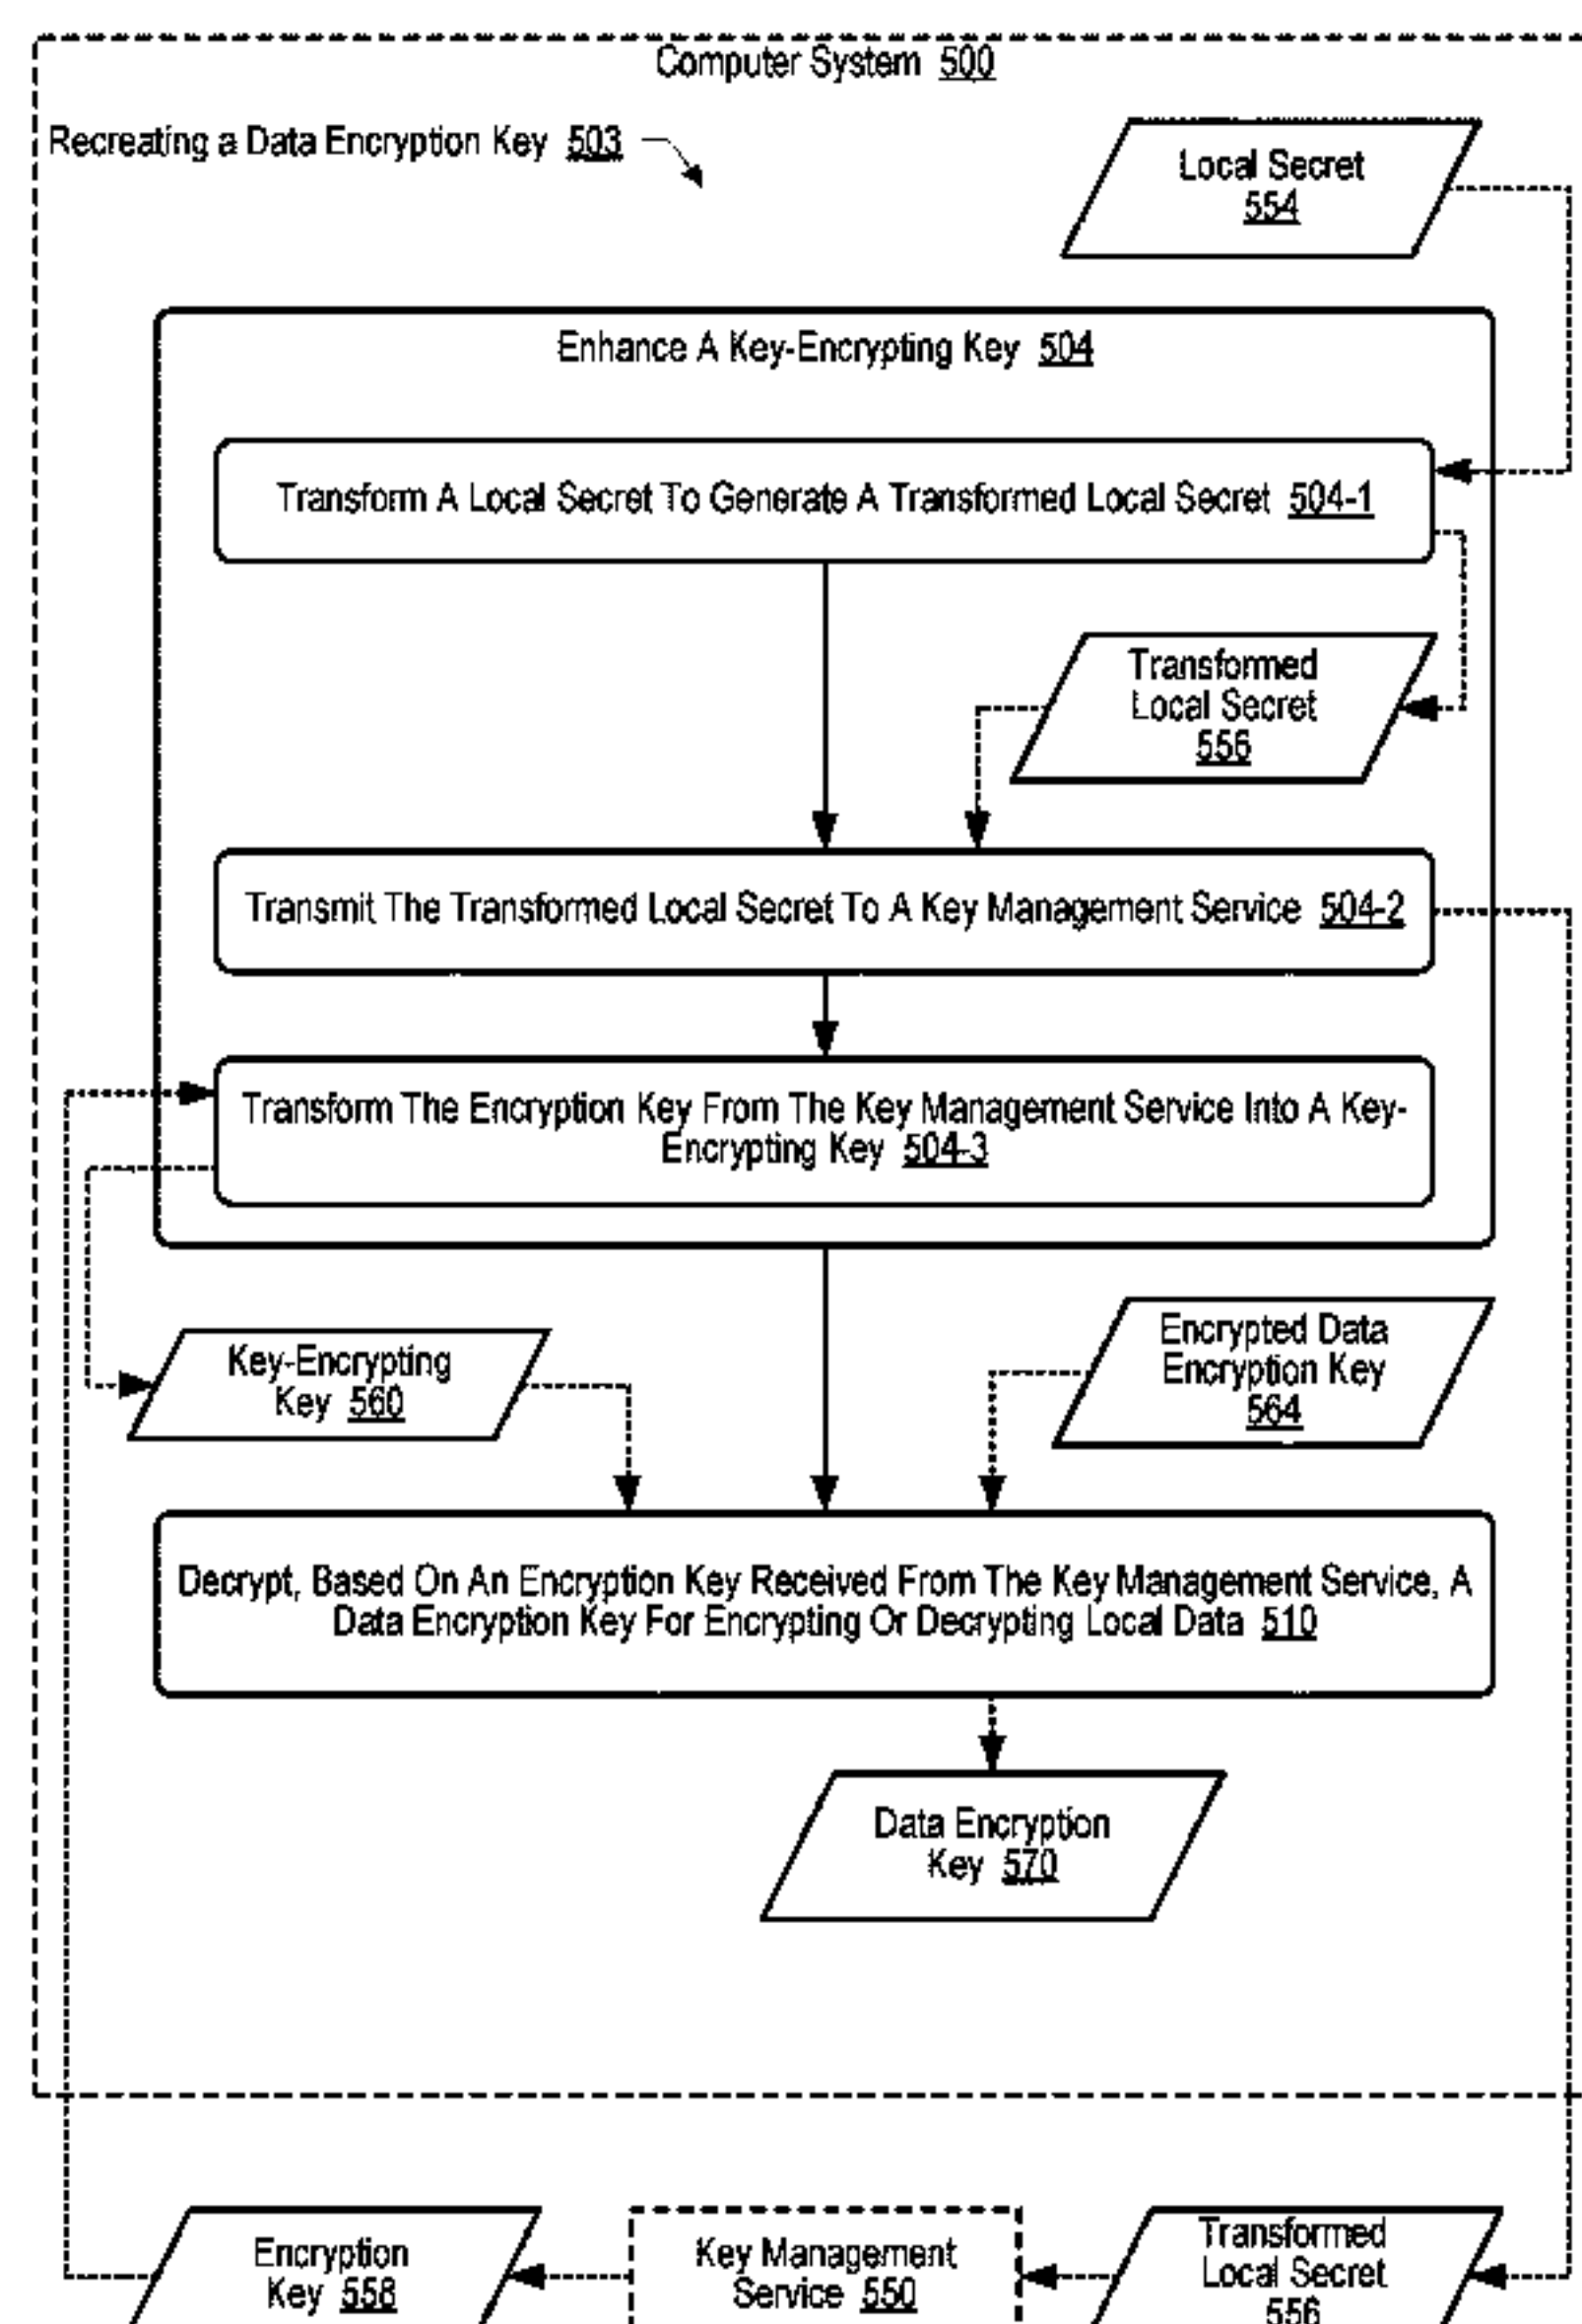 Computer System 500
Recreating a Data Encryption Key 503
Local Secret
554
Enhance A Key-Encrypting Key 504
Transform A Local Secret To Generate A Transformed Local Secret 504-1
Transformed
Local Secret
556
Transmit The Transformed Local Secret To A Key Management Service 504-2
Transform The Encryption Key From The Key Management Service Into A Key-
Encrypting Key 504-3
Key-Encrypting
Key 560
Encrypted Data
Encryption Key
564
Decrypt, Based On An Encryption Key Received From The Key Management Service, A
Data Encryption Key For Encrypting Or Decrypting Local Data 510
Data Encryption
Key 570
Encryption
Key 558
Key Management
Service 550
Transformed
Local Secret
556